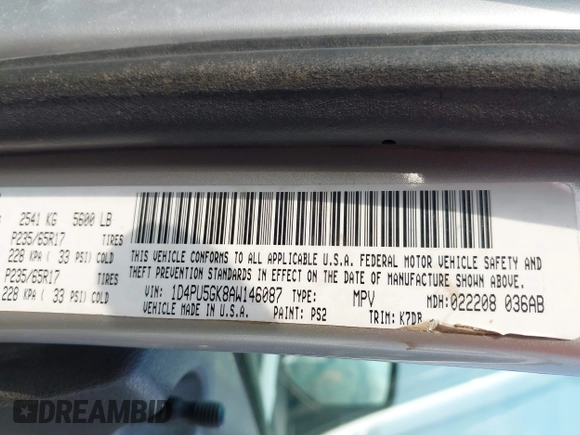 2541 KG 5600 LB
P235/65R17 TIRES
228 KPA ( 33 PSI) COLD
P235/65R17 TIRES
228 KPA ( 33 PSI) COLD
THIS VEHICLE CONFORMS TO ALL APPLICABLE U.S.A. FEDERAL MOTOR VEHICLE SAFETY AND
THEFT PREVENTION STANDARDS IN EFFECT ON THE DATE OF MANUFACTURE SHOWN ABOVE.
VIN: 1D4PU5GK8AW146087 TYPE: MPV MDH: 022208 036AB
VEHICLE MADE IN U.S.A. PAINT: PS2 TRIM: K7DB
DREAMBID